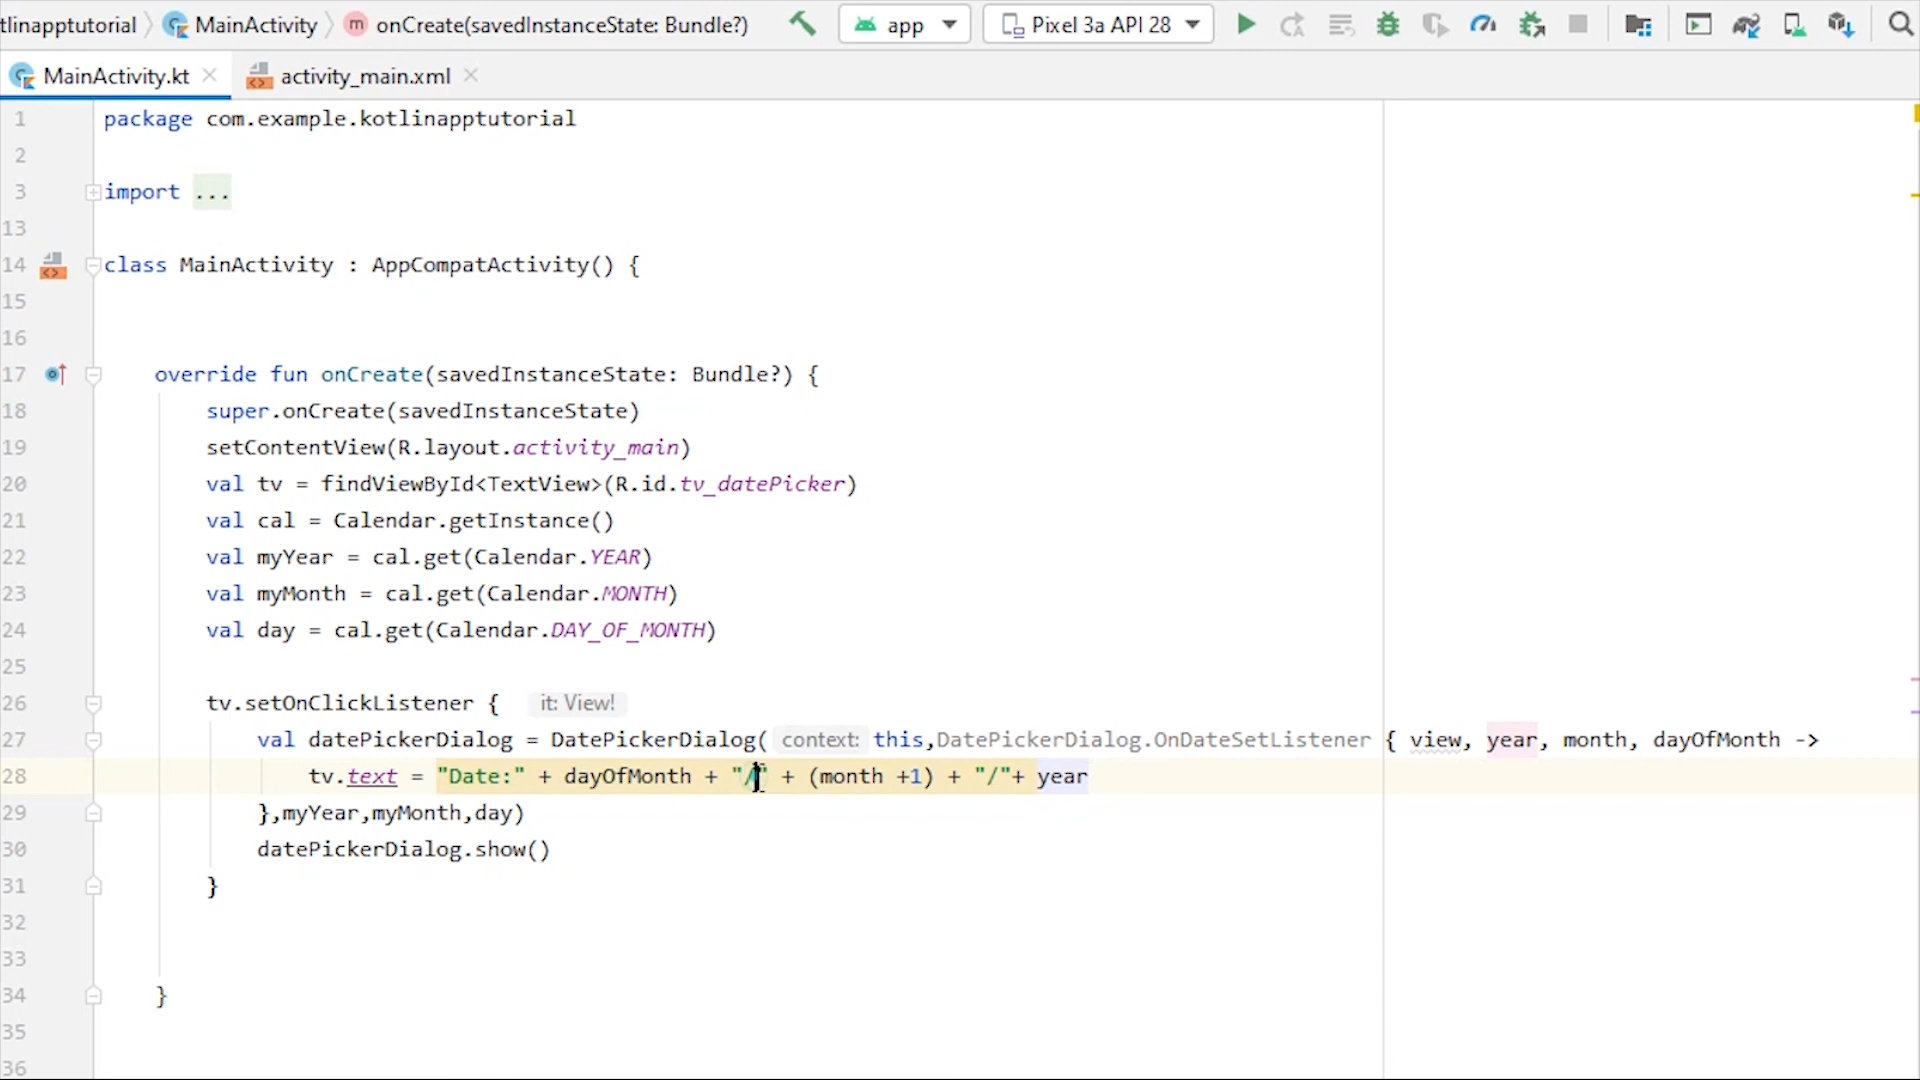 tlinapptutorial MainActivity m onCreate(savedInstanceState: Bundle?) app Pixel 3a API 28
MainActivity.kt activity_main.xml
1 package com.example.kotlinapptutorial
2
3 import ...
13
14 class MainActivity : AppCompatActivity() {
15
16
17 override fun onCreate(savedInstanceState: Bundle?) {
18 super.onCreate(savedInstanceState)
19 setContentView(R.layout.activity_main)
20 val tv = findViewById<TextView>(R.id.tv_datePicker)
21 val cal = Calendar.getInstance()
22 val myYear = cal.get(Calendar.YEAR)
23 val myMonth = cal.get(Calendar.MONTH)
24 val day = cal.get(Calendar.DAY_OF_MONTH)
25
26 tv.setOnClickListener { it: View!
27 val datePickerDialog = DatePickerDialog( context: this,DatePickerDialog.OnDateSetListener { view, year, month, dayOfMonth ->
28 tv.text = "Date:" + dayOfMonth + "/" + (month +1) + "/"+ year
29 },myYear,myMonth,day)
30 datePickerDialog.show()
31 }
32
33
34 }
35
36